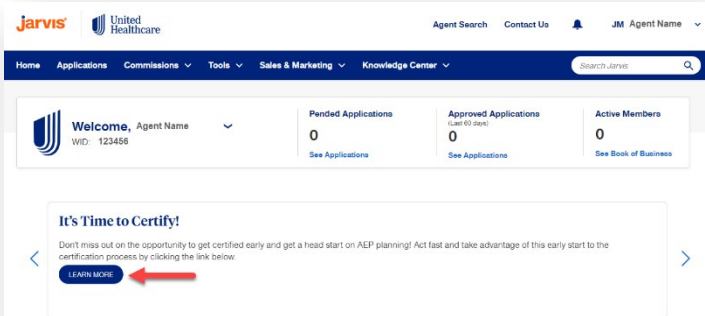 jarvis United Healthcare
Agent Search Contact Us JM Agent Name
Home Applications Commissions Tools Sales & Marketing Knowledge Center Search Jarvis
Welcome, Agent Name
WID: 123456
Pended Applications
0
See Applications
Approved Applications
(Last 60 days)
0
See Applications
Active Members
0
See Book of Business
It's Time to Certify!
Don't miss out on the opportunity to get certified early and get a head start on AEP planning! Act fast and take advantage of this early start to the
certification process by clicking the link below.
LEARN MORE